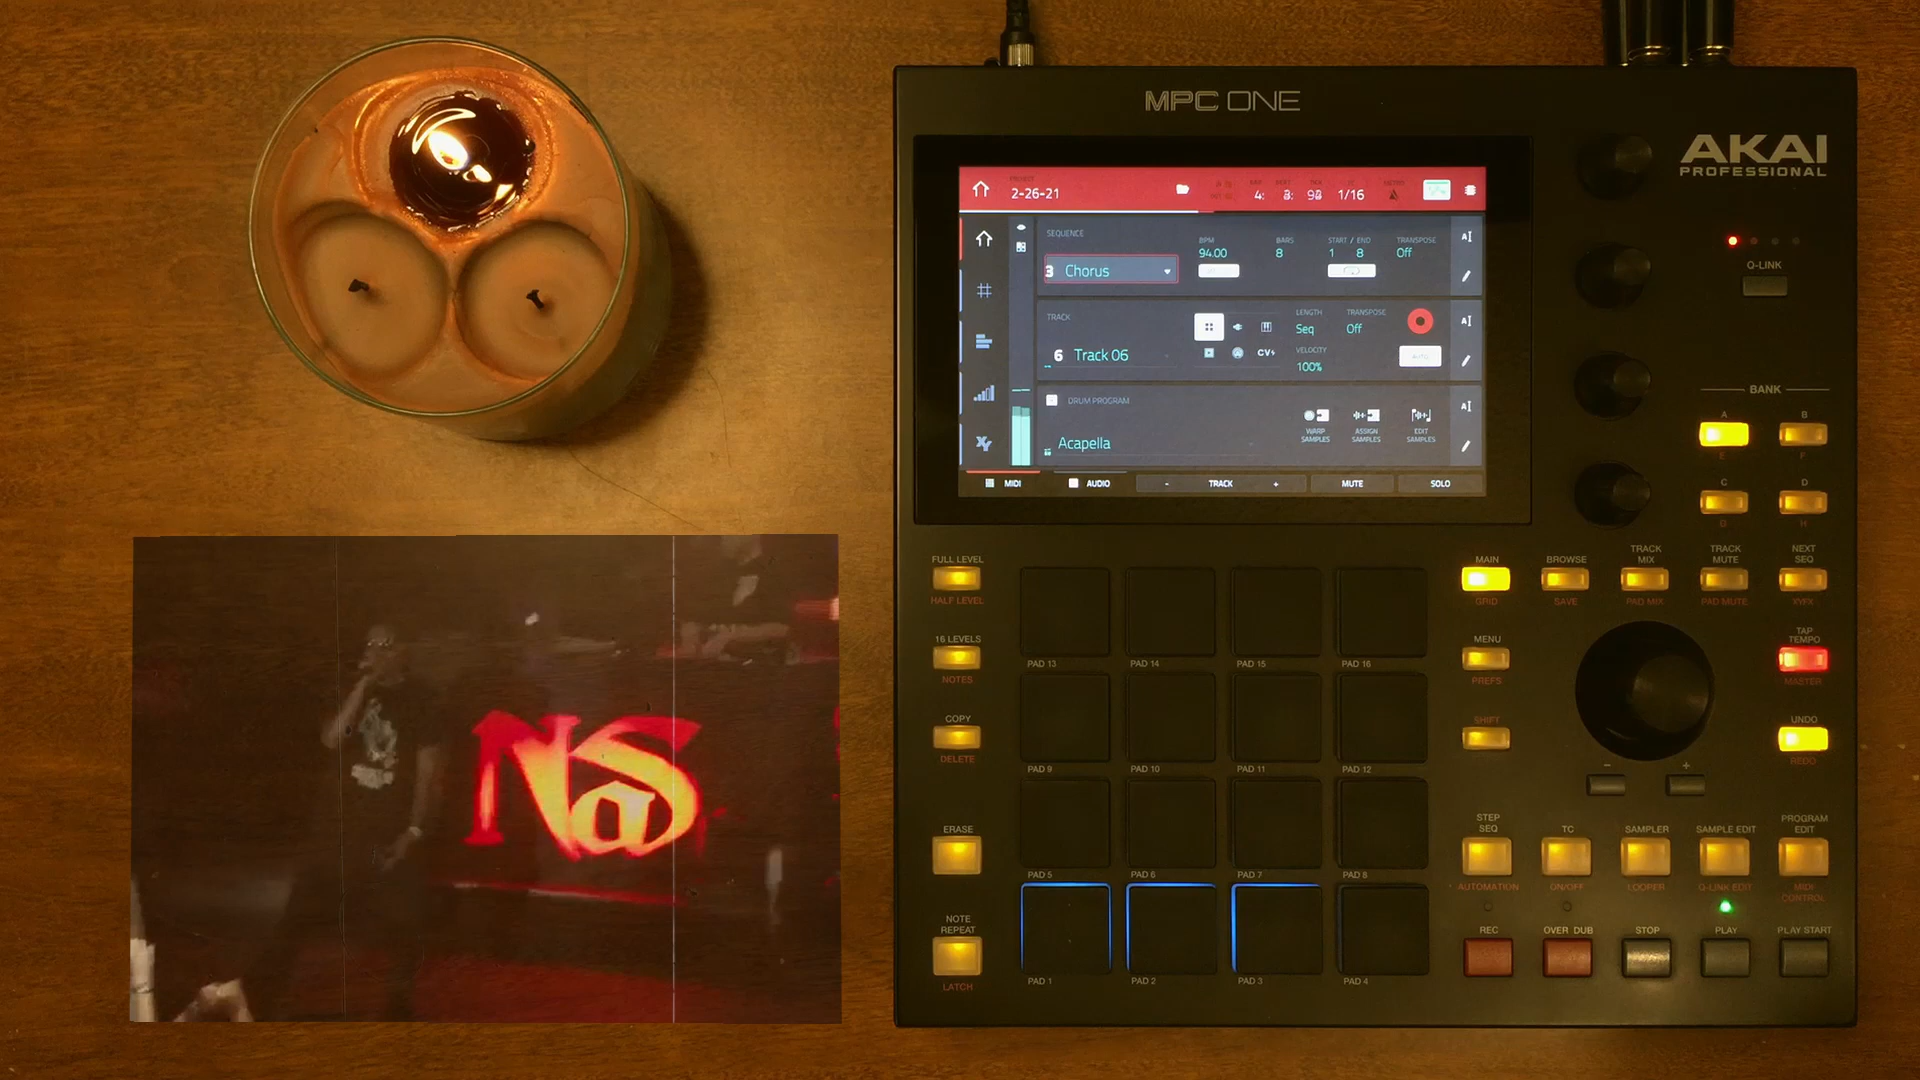 MPC ONE
AKAI
PROFESSIONAL
PROJECT
2-26-21
4: 3: 1/16
SEQUENCE
3 Chorus
BPM
94.00
BARS
8
START / END
1 8
TRANSPOSE
Off
TRACK
6 Track 06
CV
LENGTH
Seq
TRANSPOSE
Off
VELOCITY
100%
AUTO
DRUM PROGRAM
Acapella
WARP SAMPLES
ASSIGN SAMPLES
EDIT SAMPLES
MIDI
AUDIO
- TRACK +
MUTE
SOLO
Q-LINK
BANK
A B
E F
C D
G H
FULL LEVEL
HALF LEVEL
16 LEVELS
NOTES
COPY
DELETE
ERASE
NOTE REPEAT
LATCH
PAD 13 PAD 14 PAD 15 PAD 16
PAD 9 PAD 10 PAD 11 PAD 12
PAD 5 PAD 6 PAD 7 PAD 8
PAD 1 PAD 2 PAD 3 PAD 4
MAIN BROWSE TRACK MIX TRACK MUTE NEXT SEQ
GRID SAVE PAD MIX PAD MUTE XYFX
MENU
PREFS
TAP TEMPO
MASTER
SHIFT
UNDO
REDO
- +
STEP SEQ TC SAMPLER SAMPLE EDIT PROGRAM EDIT
AUTOMATION ON/OFF LOOPER Q-LINK EDIT MIDI CONTROL
REC OVER DUB STOP PLAY PLAY START
NaS